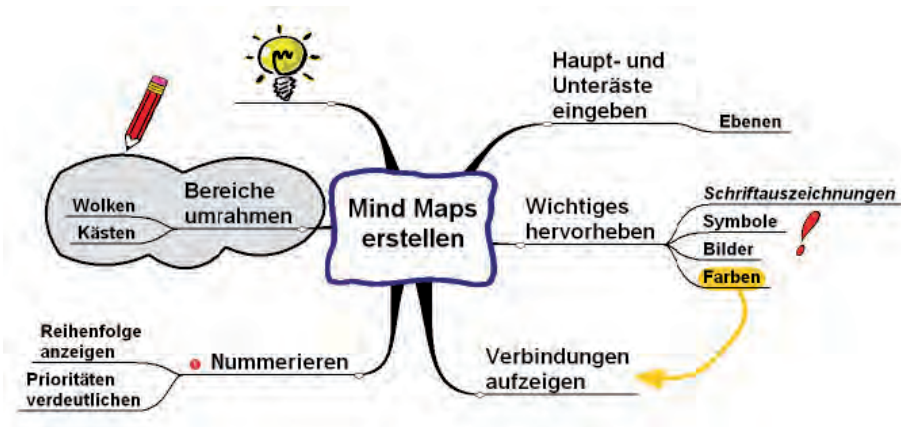 Mind Maps
erstellen
Haupt- und
Unteräste
eingeben
Ebenen
Wichtiges
hervorheben
Schriftauszeichnungen
Symbole
Bilder
Farben
Verbindungen
aufzeigen
Nummerieren
Reihenfolge
anzeigen
Prioritäten
verdeutlichen
Bereiche
umrahmen
Wolken
Kästen